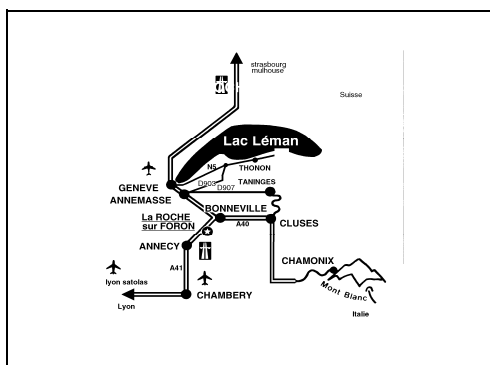 strasbourg
mulhouse
Suisse
Lac Léman
N5
THONON
D903
D907
TANINGES
GENEVE
ANNEMASSE
BONNEVILLE
La ROCHE
sur FORON
A40
CLUSES
ANNECY
CHAMONIX
A41
lyon satolas
Mont Blanc
CHAMBERY
Lyon
Italie